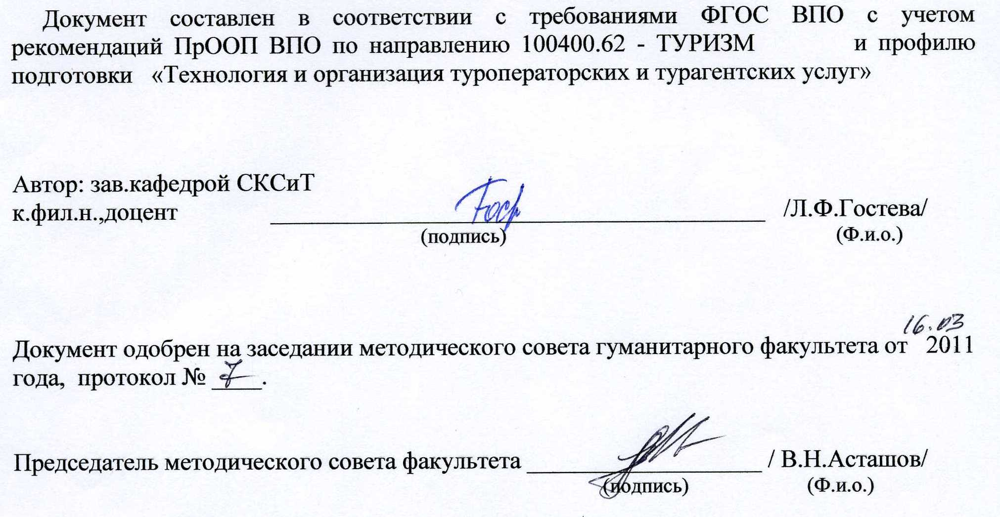 Документ составлен в соответствии с требованиями ФГОС ВПО с учетом
рекомендаций ПрООП ВПО по направлению 100400.62 - ТУРИЗМ и профилю
подготовки «Технология и организация туроператорских и турагентских услуг»
Автор: зав.кафедрой СКСиТ
к.фил.н.,доцент /Л.Ф.Гостева/
(подпись) (Ф.и.о.)
16.03
Документ одобрен на заседании методического совета гуманитарного факультета от 2011
года, протокол № 7.
Председатель методического совета факультета / В.Н.Асташов/
(подпись) (Ф.и.о.)